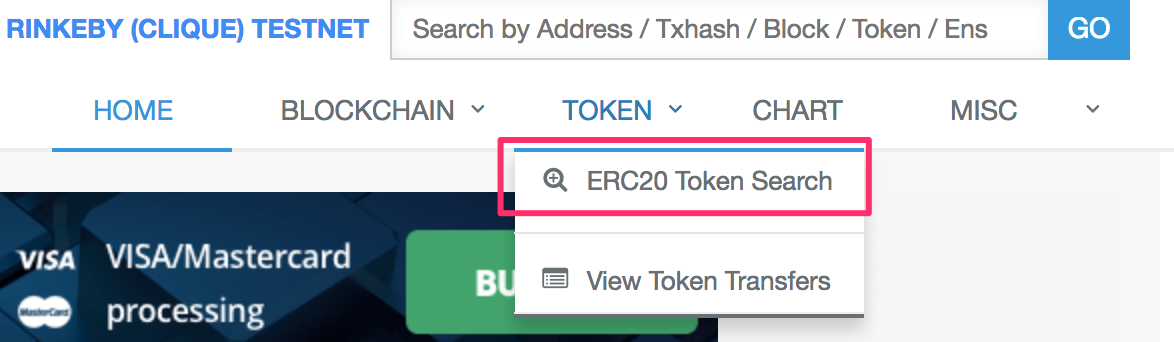 RINKEBY (CLIQUE) TESTNET
Search by Address / Txhash / Block / Token / Ens
GO
HOME
BLOCKCHAIN
TOKEN
CHART
MISC
ERC20 Token Search
View Token Transfers
VISA
VISA/Mastercard
processing
MasterCard
BU